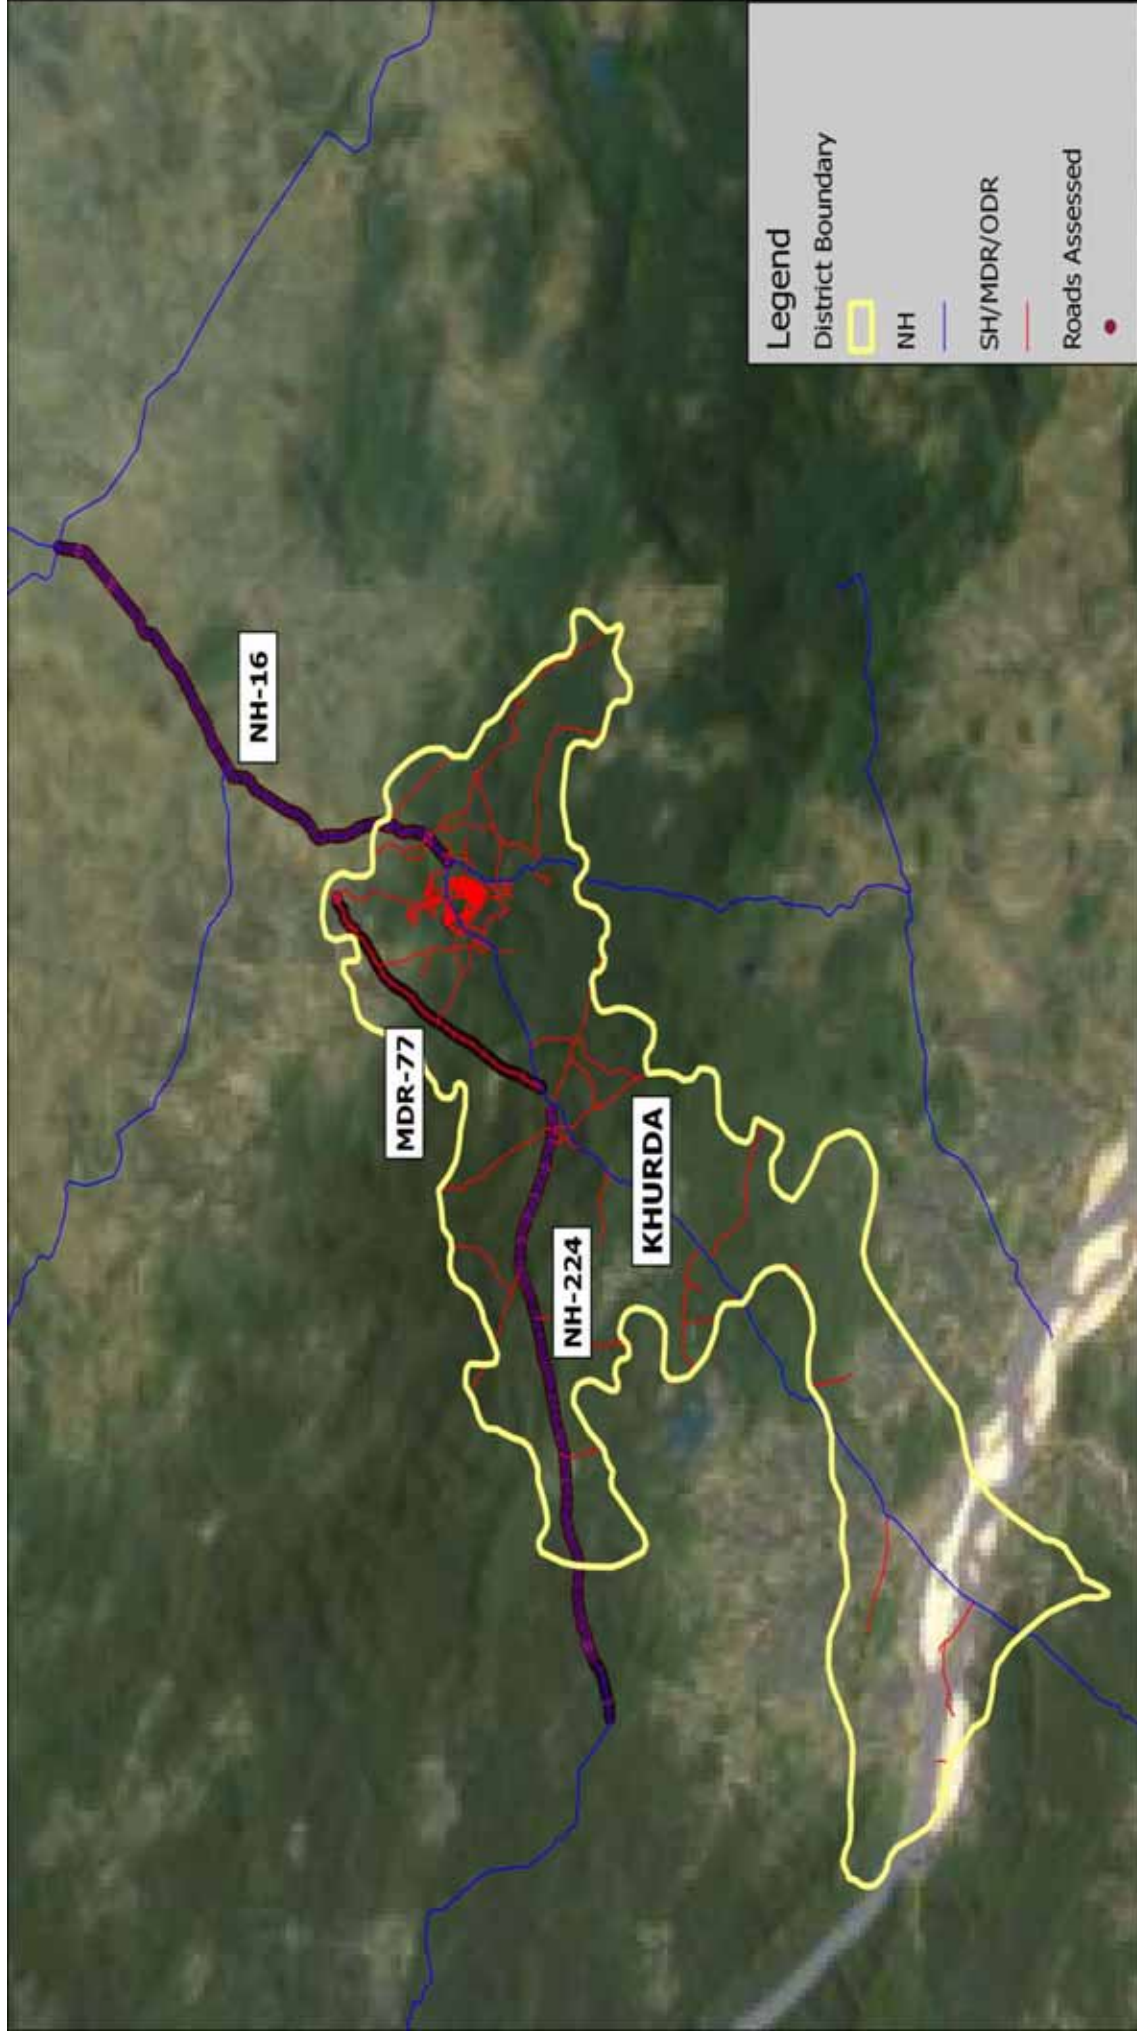 NH-16
MDR-77
NH-224
KHURDA
Legend
District Boundary
NH
SH/MDR/ODR
Roads Assessed